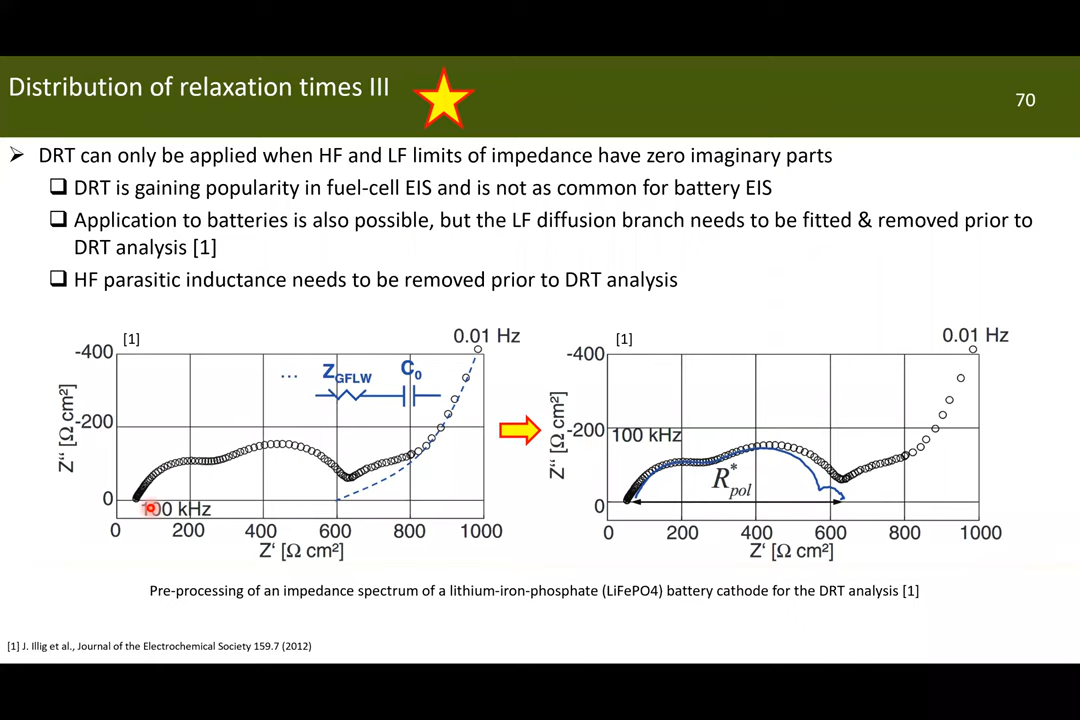 Distribution of relaxation times III
70
➢ DRT can only be applied when HF and LF limits of impedance have zero imaginary parts
❑ DRT is gaining popularity in fuel-cell EIS and is not as common for battery EIS
❑ Application to batteries is also possible, but the LF diffusion branch needs to be fitted & removed prior to
DRT analysis [1]
❑ HF parasitic inductance needs to be removed prior to DRT analysis
[1]
0.01 Hz
-400
-200
0
Z‘‘ [Ω cm²]
... Z_GFLW C_0
100 kHz
0 200 400 600 800 1000
Z‘ [Ω cm²]
[1]
0.01 Hz
-400
-200
0
Z‘‘ [Ω cm²]
100 kHz
R*_pol
0 200 400 600 800 1000
Z‘ [Ω cm²]
Pre-processing of an impedance spectrum of a lithium-iron-phosphate (LiFePO4) battery cathode for the DRT analysis [1]
[1] J. Illig et al., Journal of the Electrochemical Society 159.7 (2012)